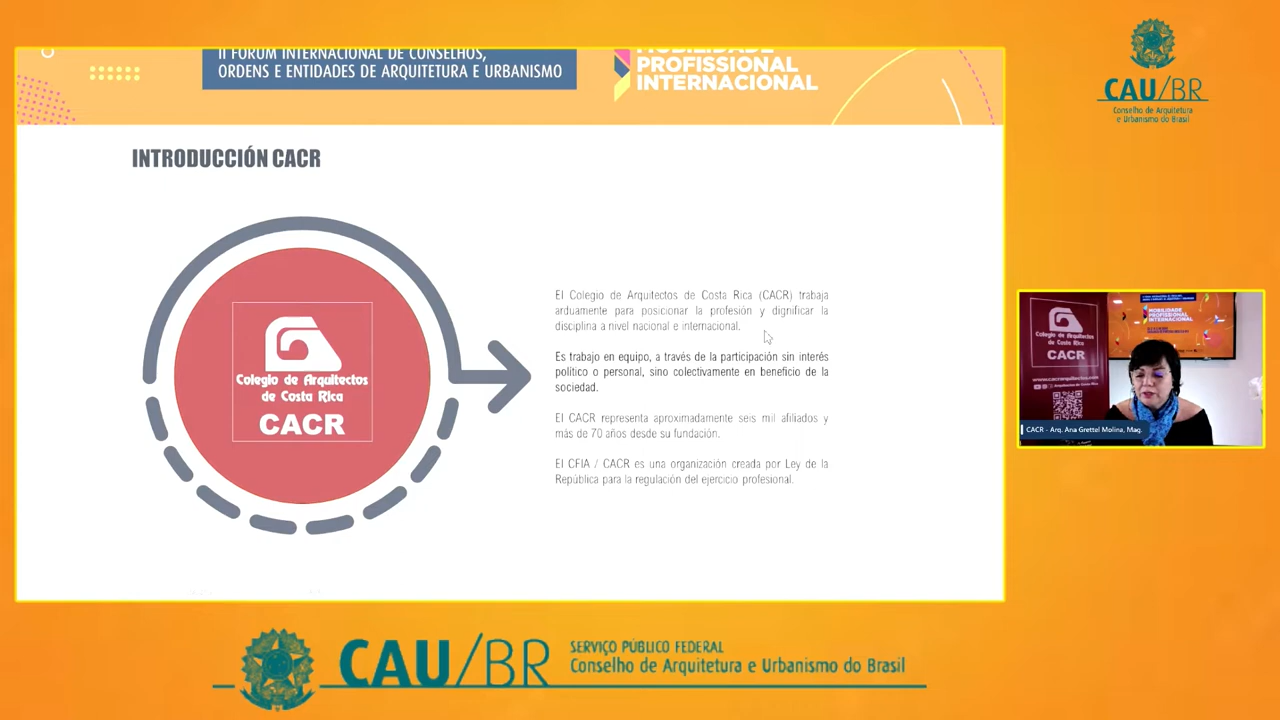 II FÓRUM INTERNACIONAL DE CONSELHOS,
ORDENS E ENTIDADES DE ARQUITETURA E URBANISMO
MOBILIDADE
PROFISSIONAL
INTERNACIONAL
CAU/BR
Conselho de Arquitetura
e Urbanismo do Brasil
INTRODUCCIÓN CACR
Colegio de Arquitectos
de Costa Rica
CACR
El Colegio de Arquitectos de Costa Rica (CACR) trabaja
arduamente para posicionar la profesión y dignificar la
disciplina a nivel nacional e internacional.
Es trabajo en equipo, a través de la participación sin interés
político o personal, sino colectivamente en beneficio de la
sociedad.
El CACR representa aproximadamente seis mil afiliados y
más de 70 años desde su fundación.
El CFIA / CACR es una organización creada por Ley de la
República para la regulación del ejercicio profesional.
MOBILIDADE
PROFISSIONAL
INTERNACIONAL
Colegio de Arquitectos
de Costa Rica
CACR
CACR - Arq. Ana Grettel Molina, Mag.
CAU/BR
SERVIÇO PÚBLICO FEDERAL
Conselho de Arquitetura e Urbanismo do Brasil